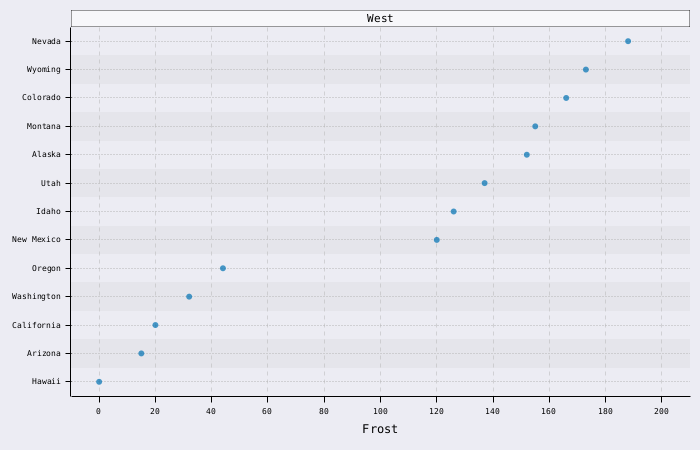 West
Nevada
Wyoming
Colorado
Montana
Alaska
Utah
Idaho
New Mexico
Oregon
Washington
California
Arizona
Hawaii
0 20 40 60 80 100 120 140 160 180 200
Frost